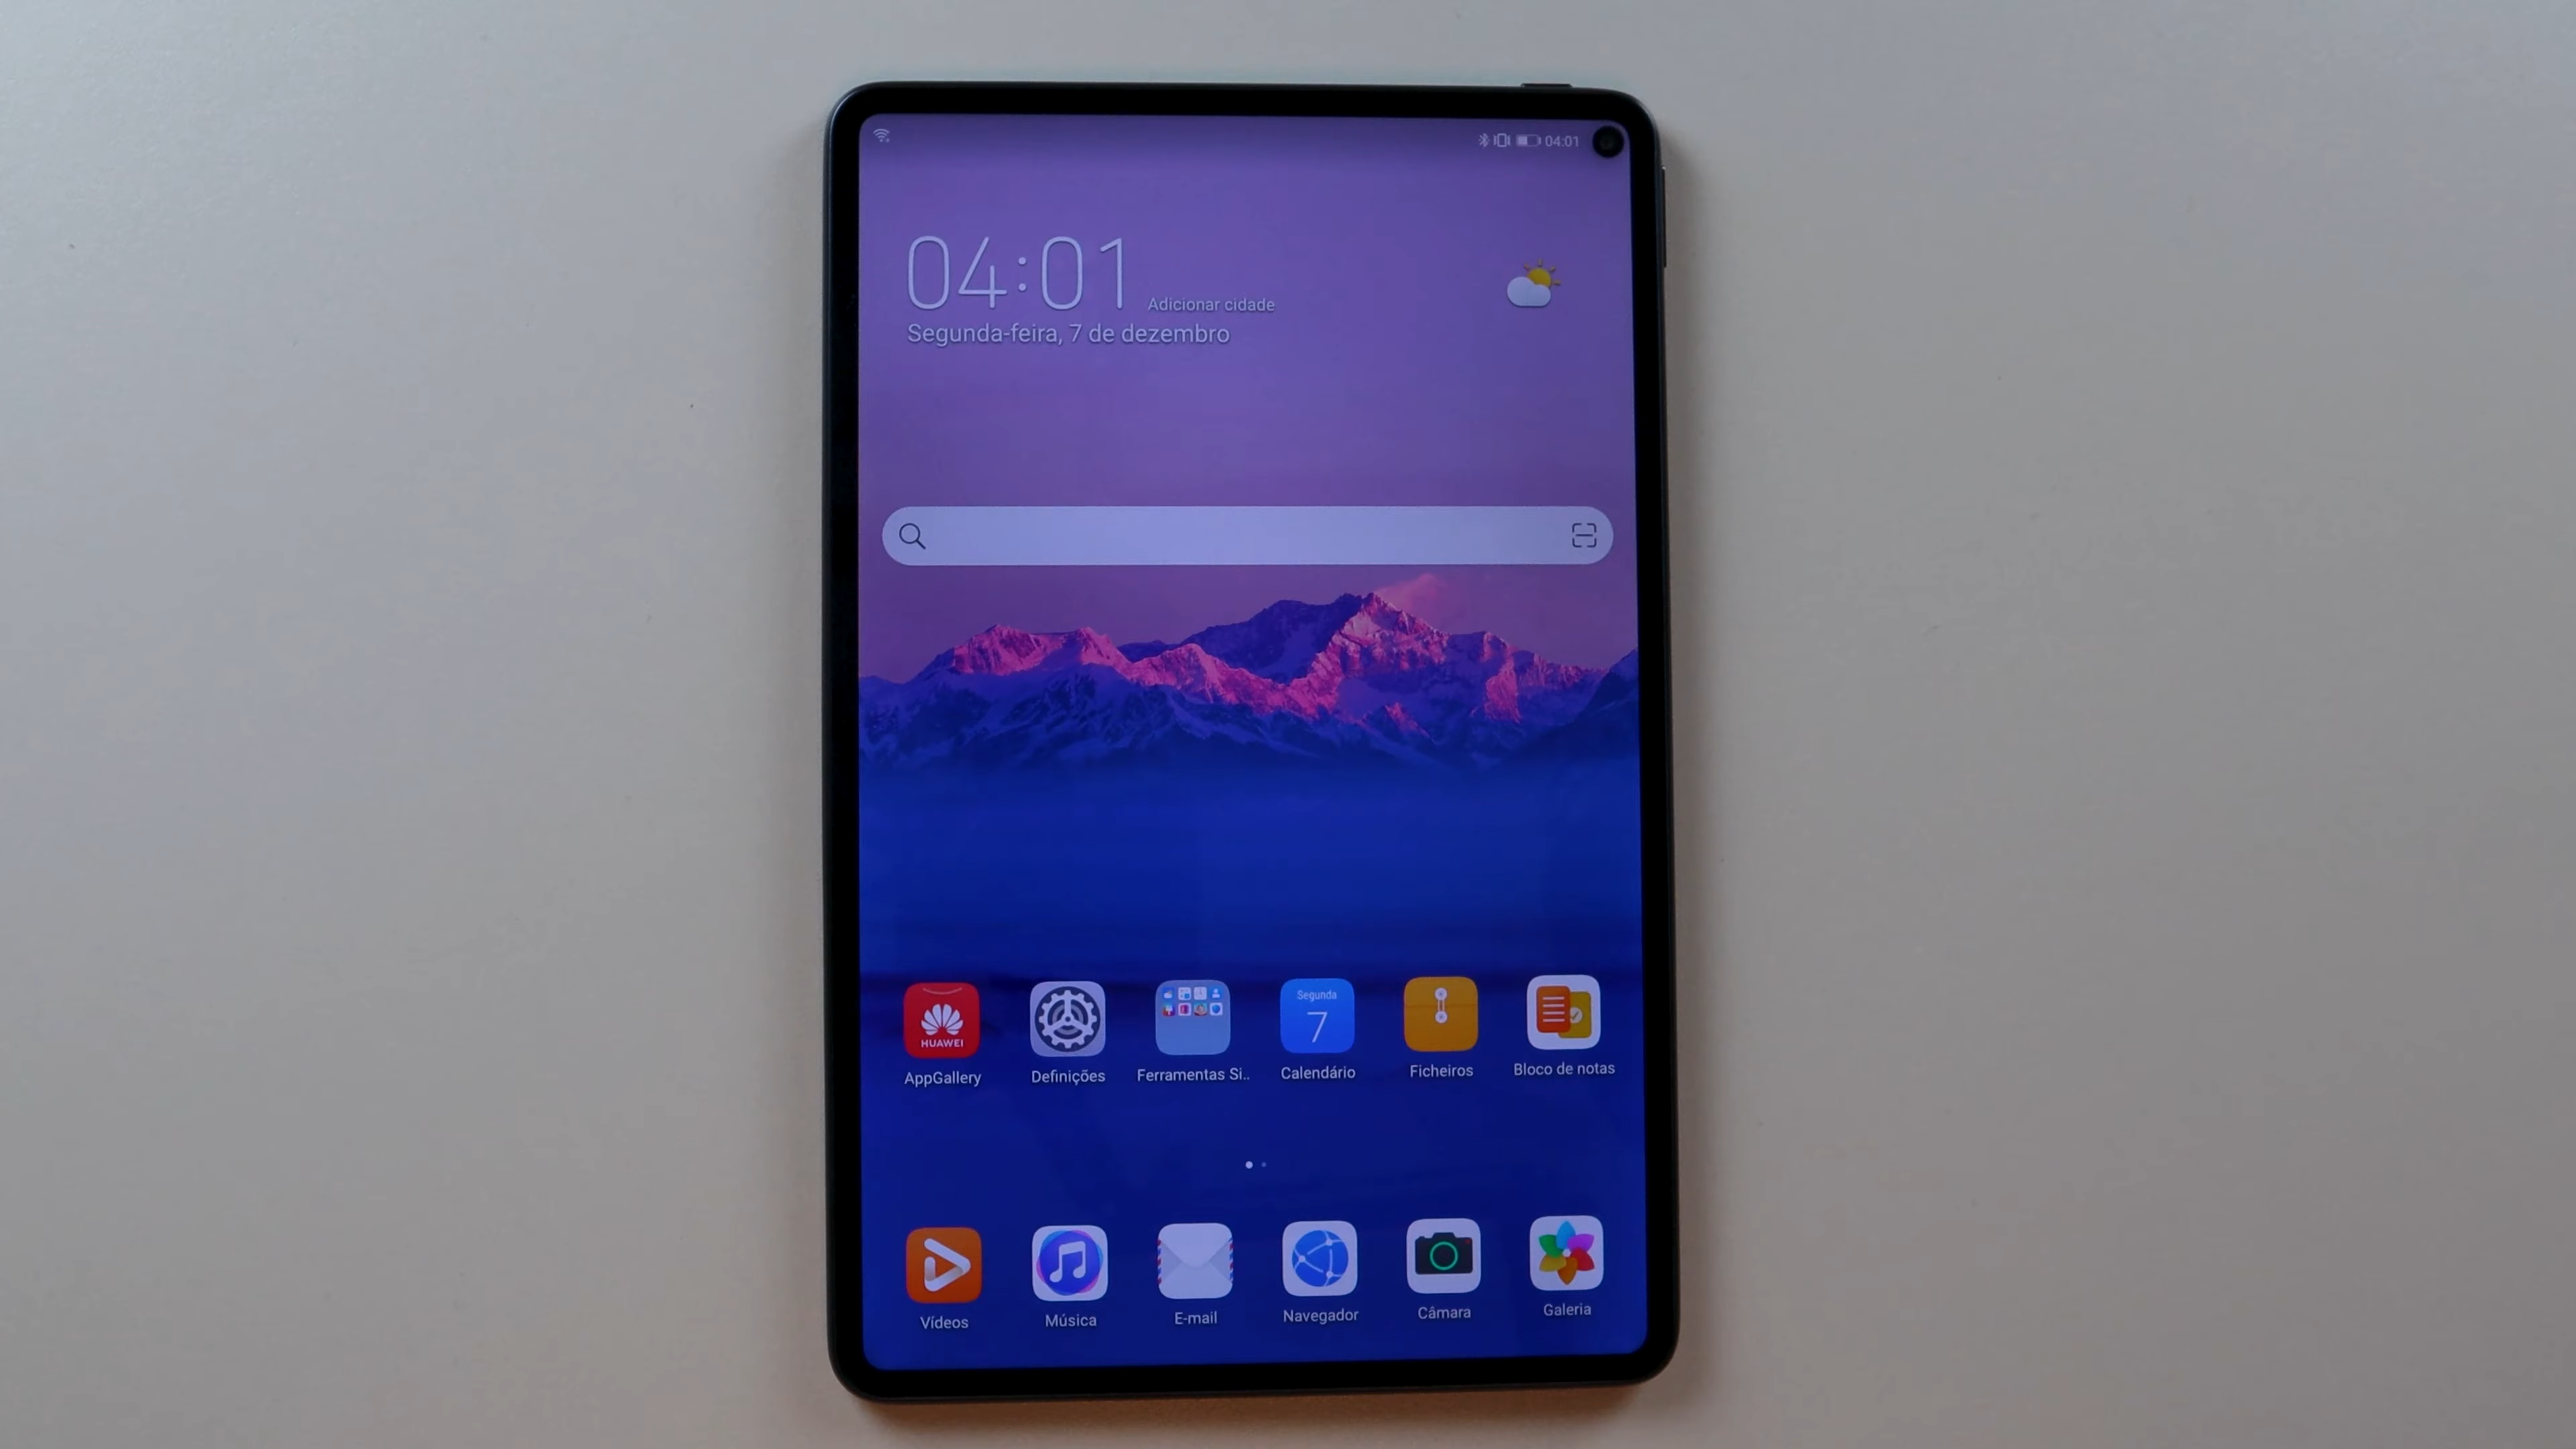 04:01
04:01
Adicionar cidade
Segunda-feira, 7 de dezembro
HUAWEI
Segunda
7
AppGallery
Definições
Ferramentas Si..
Calendário
Ficheiros
Bloco de notas
Vídeos
Música
E-mail
Navegador
Câmara
Galeria